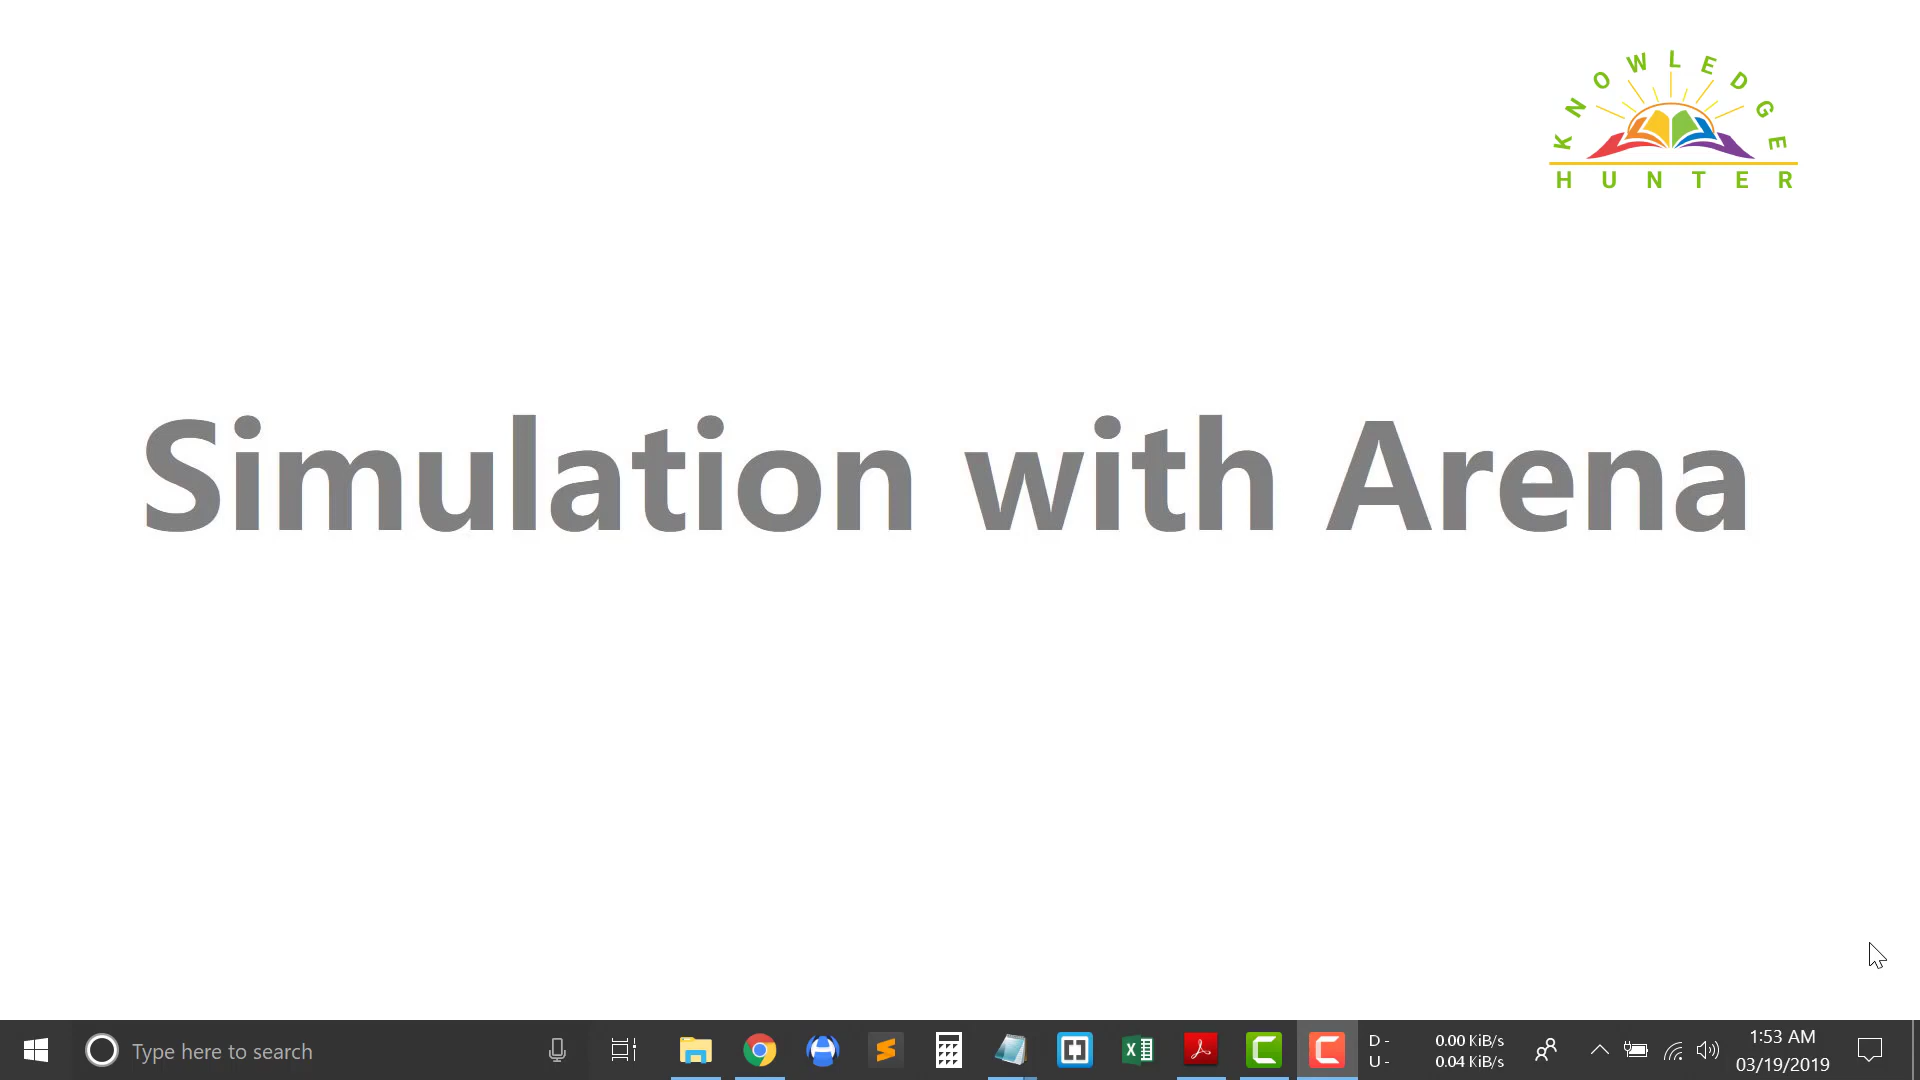 KNOWLEDGE
HUNTER
Simulation with Arena
Type here to search
D - 0.00 KiB/s
U - 0.04 KiB/s
1:53 AM
03/19/2019